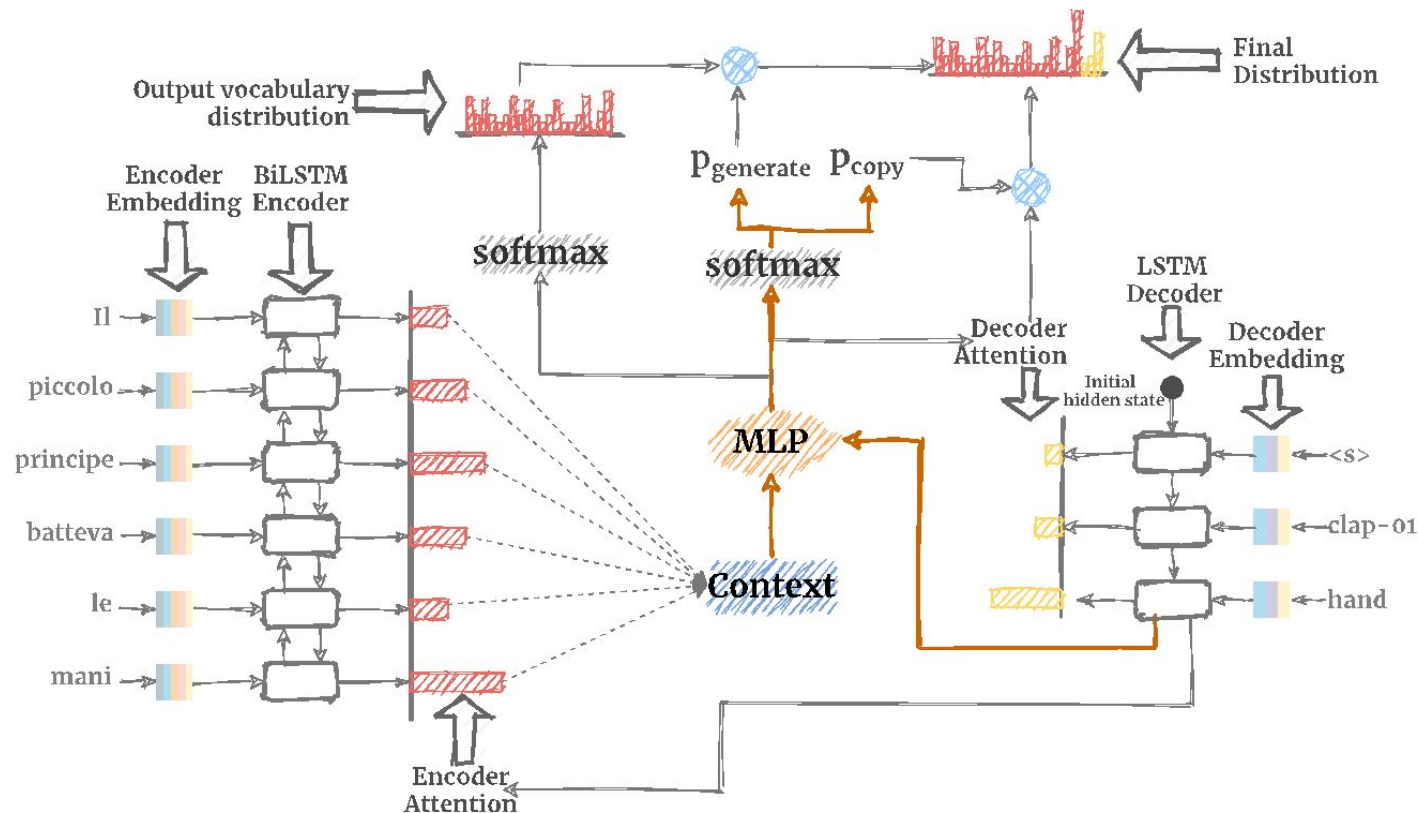 Final
Distribution
Output vocabulary
distribution
Pgenerate
Pcopy
Encoder
Embedding
BiLSTM
Encoder
softmax
softmax
LSTM
Decoder
Il
Decoder
Attention
Decoder
Embedding
piccolo
Initial
hidden state
MLP
principe
<s>
batteva
clap-01
Context
le
hand
mani
Encoder
Attention